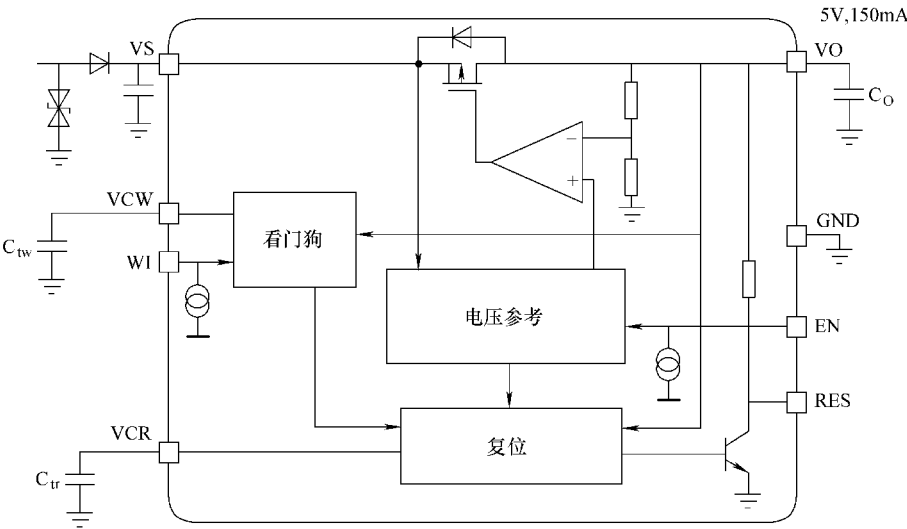 5V,150mA
VS
VO
C_O
−
+
VCW
看门狗
GND
C_tw
WI
电压参考
EN
RES
VCR
复位
C_tr